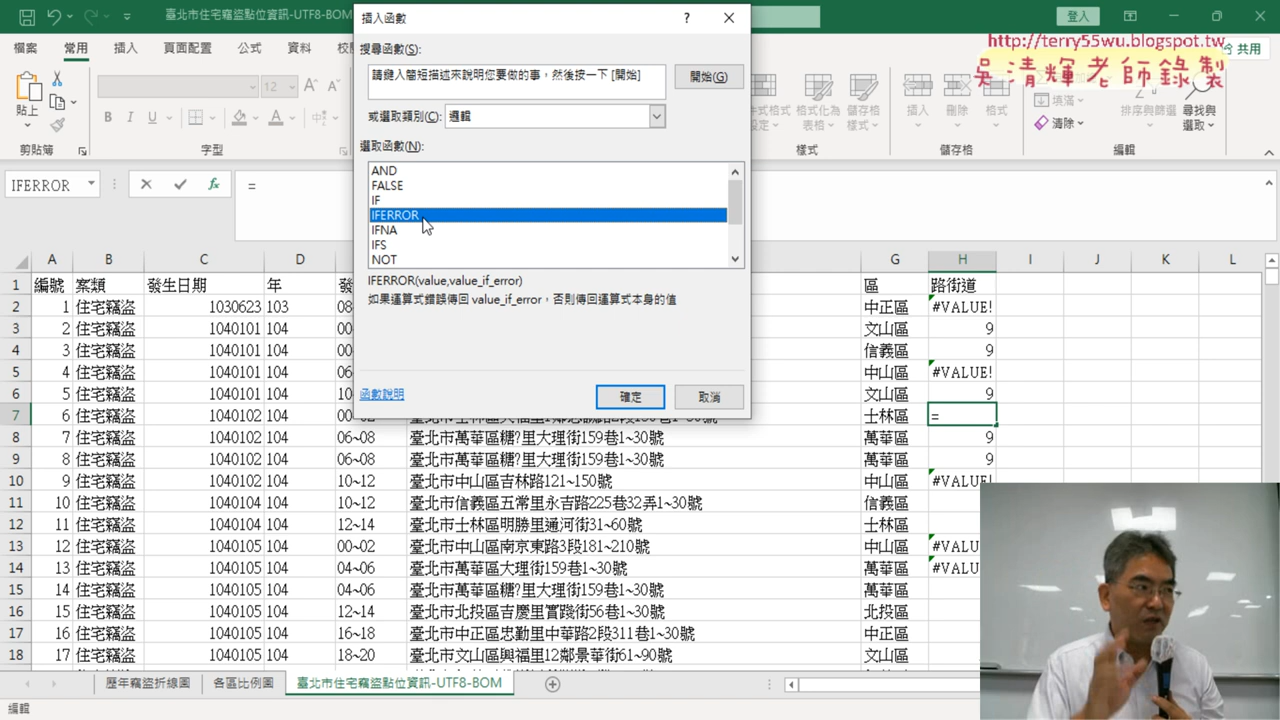 臺北市住宅竊盜點位資訊-UTF8-BOM
登入
http://terry55wu.blogspot.tw
吳清輝老師錄製
共用
檔案 常用 插入 頁面配置 公式 資料
貼上
剪貼簿
12
B I U A
字型
樣式
插入 刪除 格式
儲存格
填滿
清除
排序與篩選
尋找與
選取
編輯
插入函數
? ×
搜尋函數(S):
請鍵入簡短描述來說明您要做的事，然後按一下 [開始]
開始(G)
或選取類別(C): 邏輯
選取函數(N):
AND
FALSE
IF
IFERROR
IFNA
IFS
NOT
IFERROR(value,value_if_error)
如果運算式錯誤傳回 value_if_error，否則傳回運算式本身的值
函數說明
確定 取消
IFERROR fx =
A B C D G H I J K L
1 編號 案類 發生日期 年 發 區 路街道
2 1 住宅竊盜 1030623 103 08 中正區 #VALUE!
3 2 住宅竊盜 1040101 104 00 文山區 9
4 3 住宅竊盜 1040101 104 00 信義區 9
5 4 住宅竊盜 1040101 104 06 中山區 #VALUE!
6 5 住宅竊盜 1040101 104 10 文山區 9
7 6 住宅竊盜 1040102 104 士林區 =
8 7 住宅竊盜 1040102 104 06~08 臺北市萬華區糖?里大理街159巷1~30號 萬華區 9
9 8 住宅竊盜 1040102 104 06~08 臺北市萬華區糖?里大理街159巷1~30號 萬華區 9
10 9 住宅竊盜 1040102 104 10~12 臺北市中山區吉林路121~150號 中山區 #VALUE!
11 10 住宅竊盜 1040104 104 10~12 臺北市信義區五常里永吉路225巷32弄1~30號 信義區
12 11 住宅竊盜 1040104 104 12~14 臺北市士林區明勝里通河街31~60號 士林區
13 12 住宅竊盜 1040105 104 00~02 臺北市中山區南京東路3段181~210號 中山區 #VALU
14 13 住宅竊盜 1040105 104 04~06 臺北市萬華區大理街159巷1~30號 萬華區 #VALU
15 14 住宅竊盜 1040105 104 04~06 臺北市萬華區糖?里大理街159巷1~30號 萬華區
16 15 住宅竊盜 1040105 104 12~14 臺北市北投區吉慶里實踐街56巷1~30號 北投區
17 16 住宅竊盜 1040105 104 16~18 臺北市中正區忠勤里中華路2段311巷1~30號 中正區
18 17 住宅竊盜 1040105 104 18~20 臺北市文山區興福里12鄰景華街61~90號 文山區
歷年竊盜折線圖 各區比例圖 臺北市住宅竊盜點位資訊-UTF8-BOM
編輯